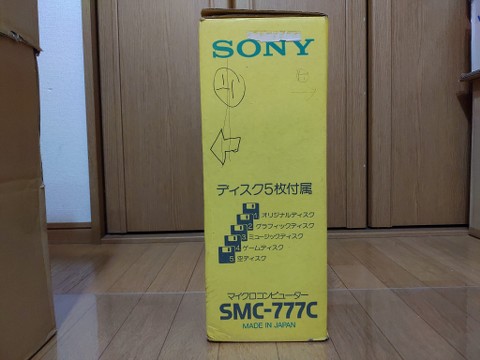 SONY
左
右
ディスク5枚付属
1 オリジナルディスク
2 グラフィックディスク
3 ミュージックディスク
4 ゲームディスク
5 空ディスク
マイクロコンピューター
SMC-777C
MADE IN JAPAN